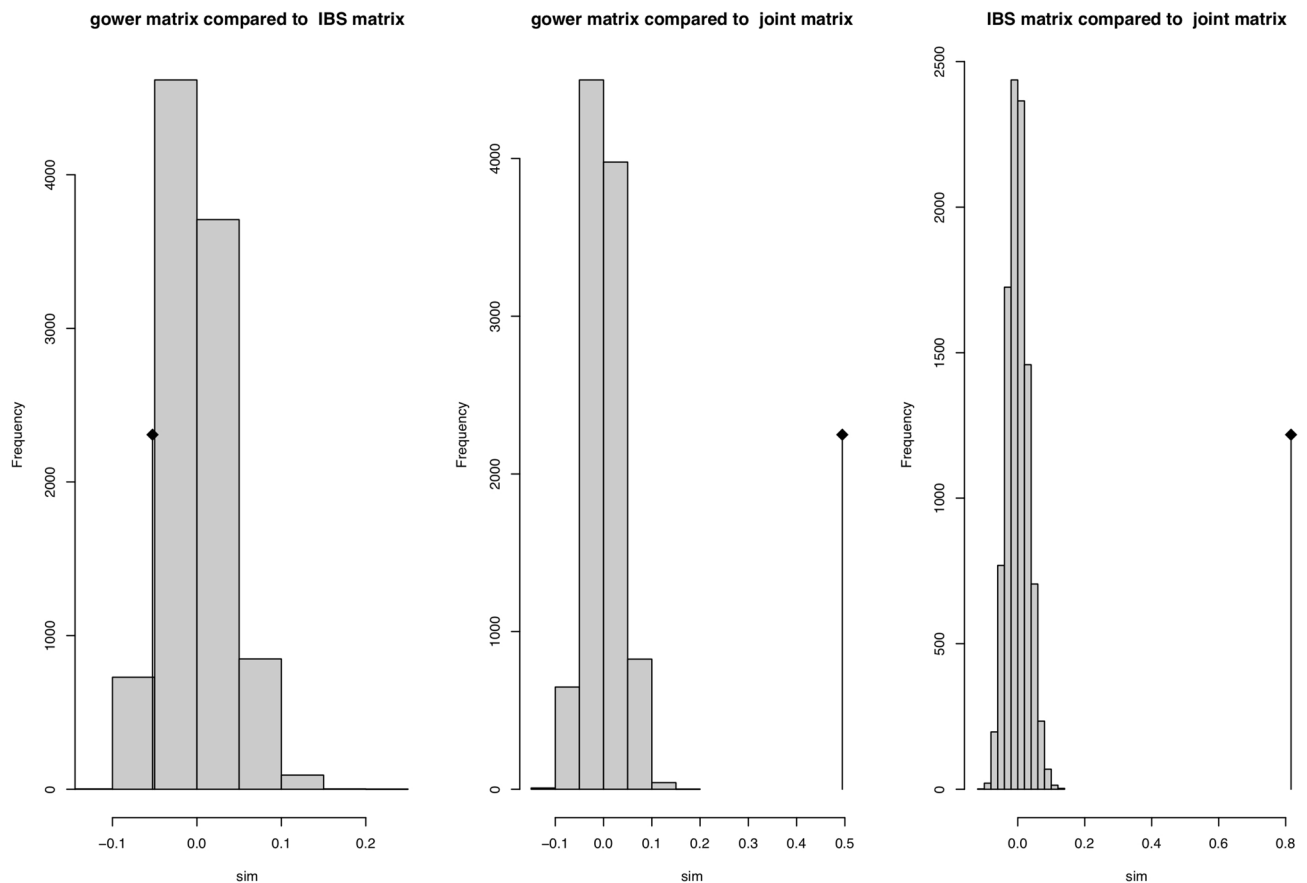 gower matrix compared to  IBS matrix
Frequency
4000
3000
2000
1000
0
−0.1 0.0 0.1 0.2
sim
gower matrix compared to  joint matrix
Frequency
4000
3000
2000
1000
0
−0.1 0.0 0.1 0.2 0.3 0.4 0.5
sim
IBS matrix compared to  joint matrix
Frequency
2500
2000
1500
1000
500
0
0.0 0.2 0.4 0.6 0.8
sim